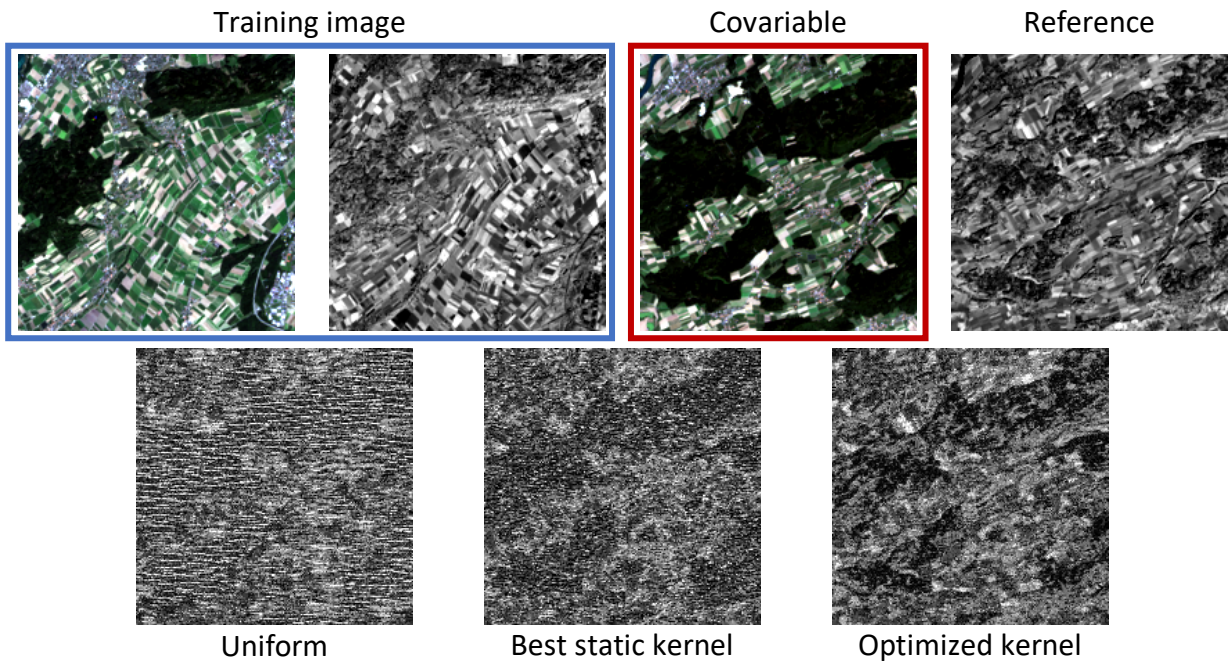 Training image
Covariable
Reference
Uniform
Best static kernel
Optimized kernel